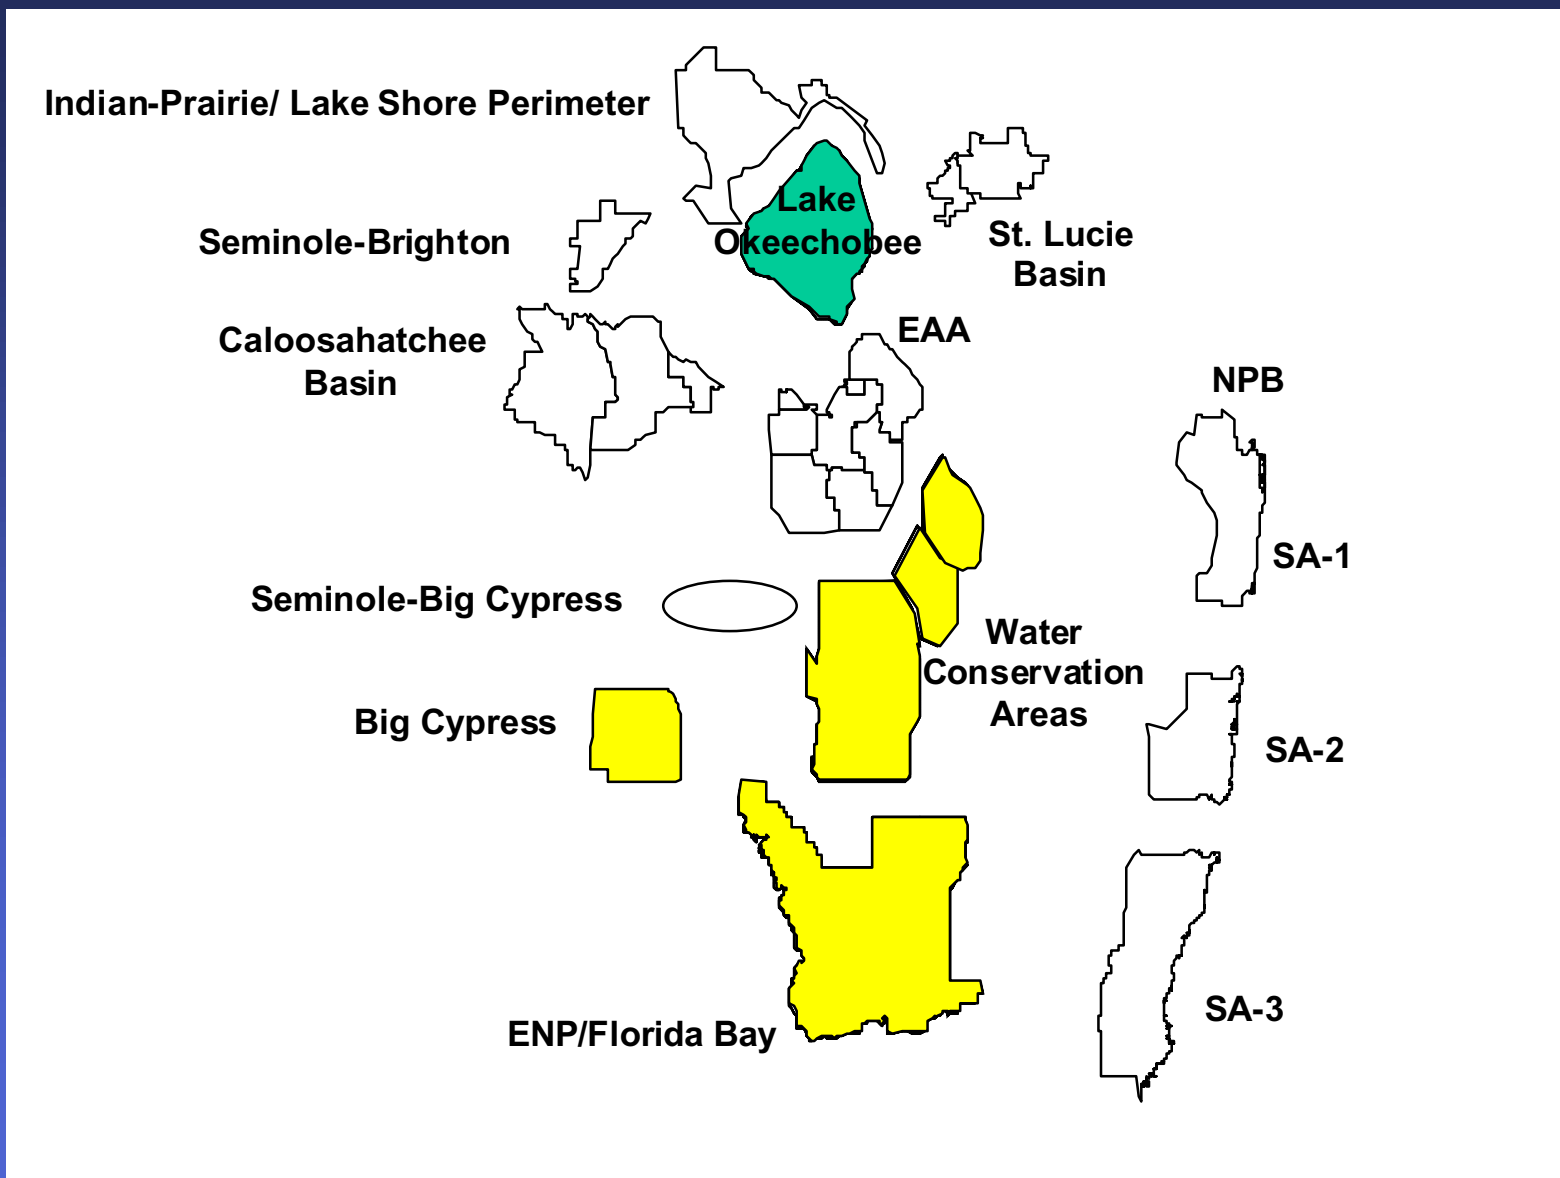 Indian-Prairie/ Lake Shore Perimeter
Lake
Okeechobee
St. Lucie
Basin
Seminole-Brighton
Caloosahatchee
Basin
EAA
NPB
SA-1
Seminole-Big Cypress
Water
Conservation
Areas
Big Cypress
SA-2
ENP/Florida Bay
SA-3